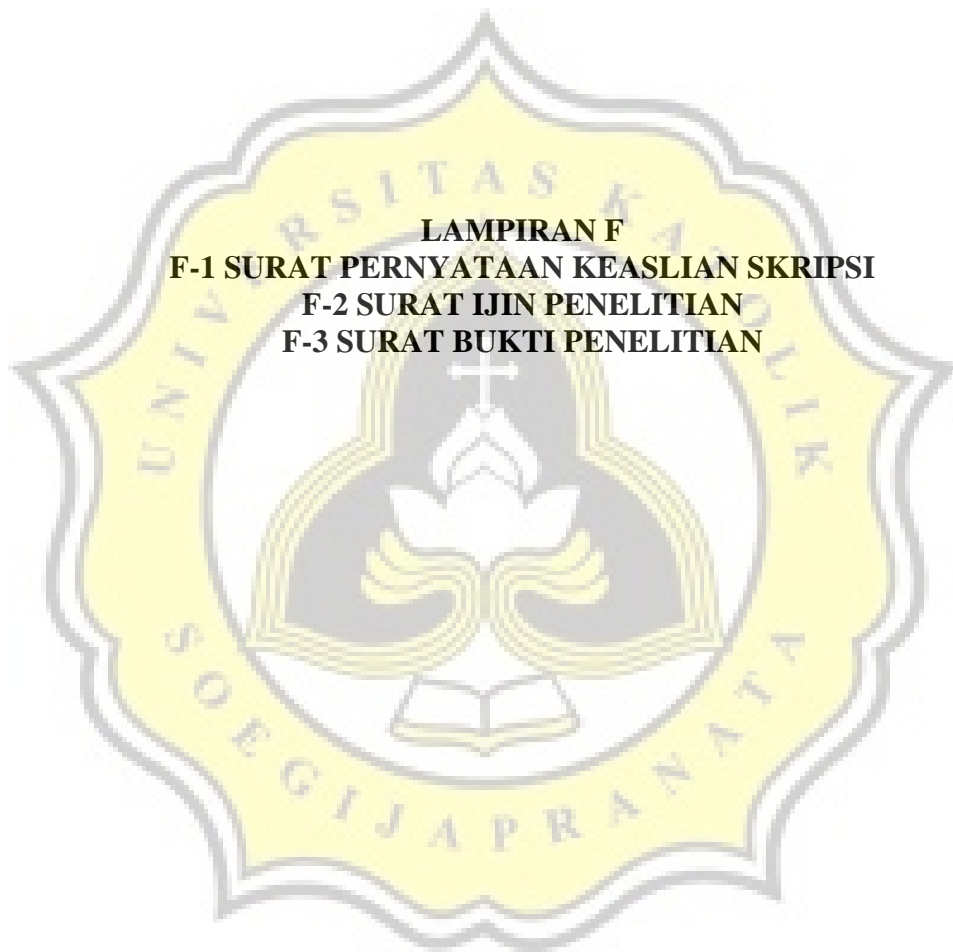 LAMPIRAN F
F-1 SURAT PERNYATAAN KEASLIAN SKRIPSI
F-2 SURAT IJIN PENELITIAN
F-3 SURAT BUKTI PENELITIAN
UNIVERSITAS KATOLIK
SOEGIJAPRANATA